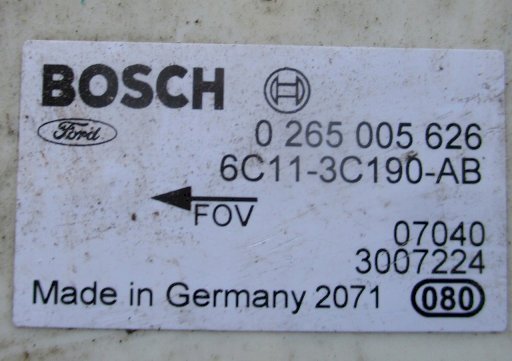 BOSCH
Ford
0 265 005 626
6C11-3C190-AB
FOV
07040
3007224
Made in Germany 2071 080